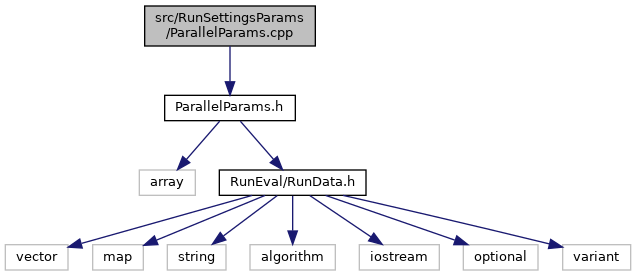 src/RunSettingsParams
/ParallelParams.cpp
ParallelParams.h
array
RunEval/RunData.h
vector
map
string
algorithm
iostream
optional
variant